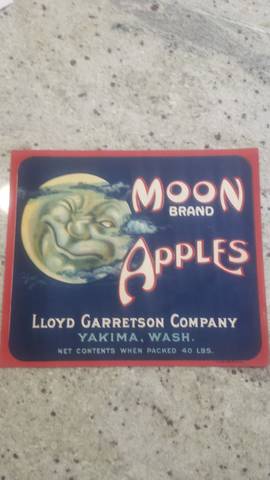 MOON
BRAND
APPLES
LLOYD GARRETSON COMPANY
YAKIMA, WASH.
NET CONTENTS WHEN PACKED 40 LBS.